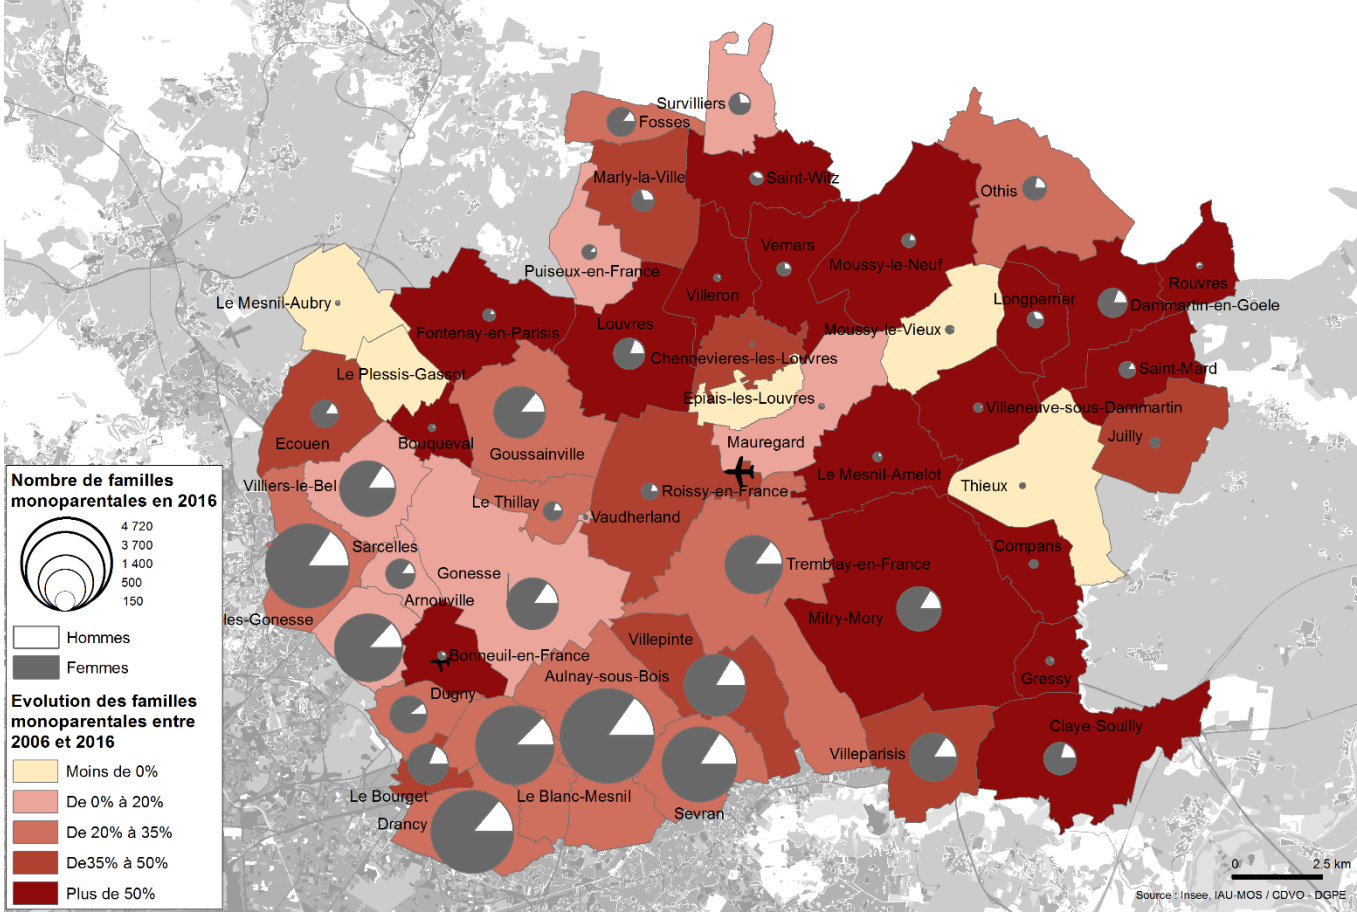 Survilliers
Fosses
Marly-la-Ville
Saint-Witz
Othis
Puiseux-en-France
Vemars
Moussy-le-Neuf
Villeron
Rouvres
Longperrier
Dammartin-en-Goele
Le Mesnil-Aubry
Fontenay-en-Parisis
Louvres
Moussy-le-Vieux
Chennevieres-les-Louvres
Saint-Mard
Le Plessis-Gassot
Epiais-les-Louvres
Villeneuve-sous-Dammartin
Ecouen
Bouqueval
Goussainville
Mauregard
Juilly
Le Mesnil-Amelot
Villiers-le-Bel
Le Thillay
Roissy-en-France
Thieux
Vaudherland
Sarcelles
Compans
Gonesse
Tremblay-en-France
Arnouville
Mitry-Mory
les-Gonesse
Villepinte
Bonneuil-en-France
Aulnay-sous-Bois
Gressy
Dugny
Claye-Souilly
Villeparisis
Le Bourget
Le Blanc-Mesnil
Drancy
Sevran
Nombre de familles
monoparentales en 2016
4 720
3 700
1 400
500
150
Hommes
Femmes
Evolution des familles
monoparentales entre
2006 et 2016
Moins de 0%
De 0% à 20%
De 20% à 35%
De35% à 50%
Plus de 50%
0 2.5 km
Source : Insee, IAU-MOS / CDVO - DGPE